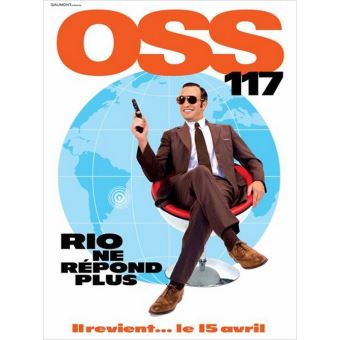 GAUMONT
OSS
117
RIO
NE
RÉPOND
PLUS
Il revient... le 15 avril